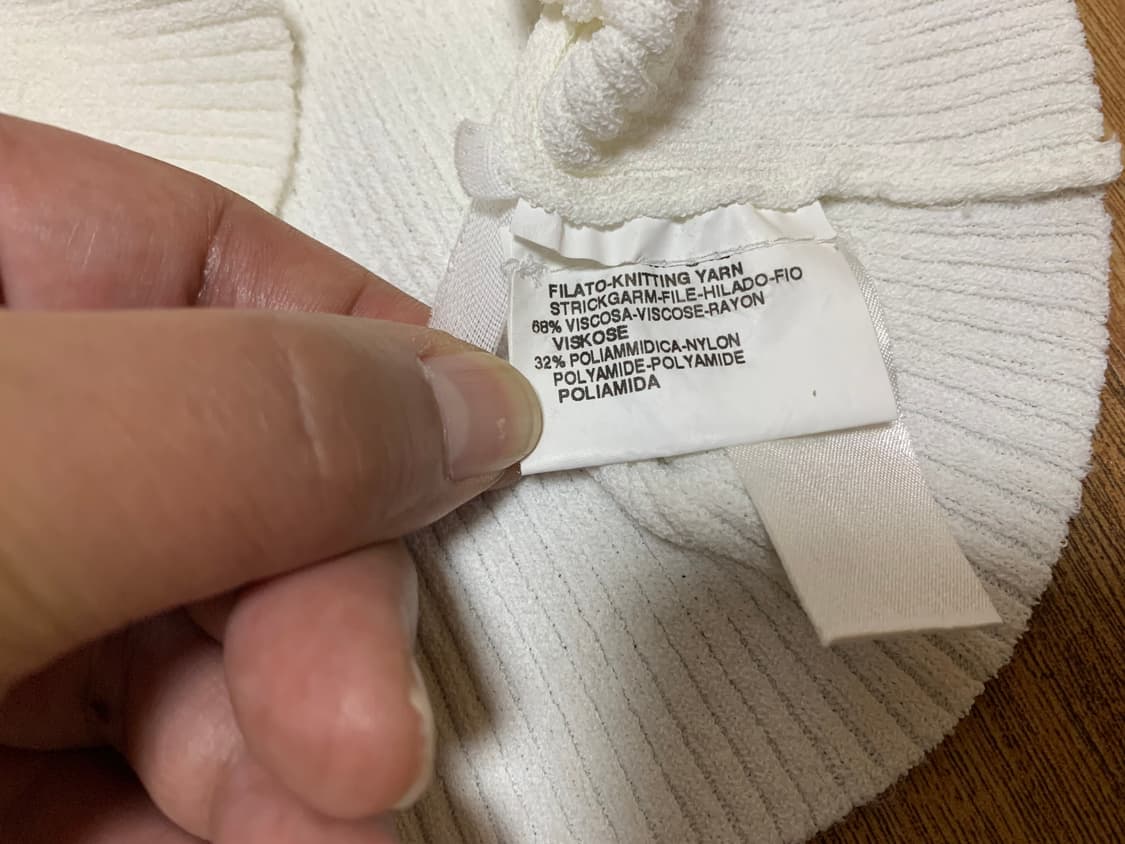 FILATO-KNITTING YARN
STRICKGARM-FILE-HILADO-FIO
68% VISCOSA-VISCOSE-RAYON
VISKOSE
32% POLIAMMIDICA-NYLON
POLYAMIDE-POLYAMIDE
POLIAMIDA